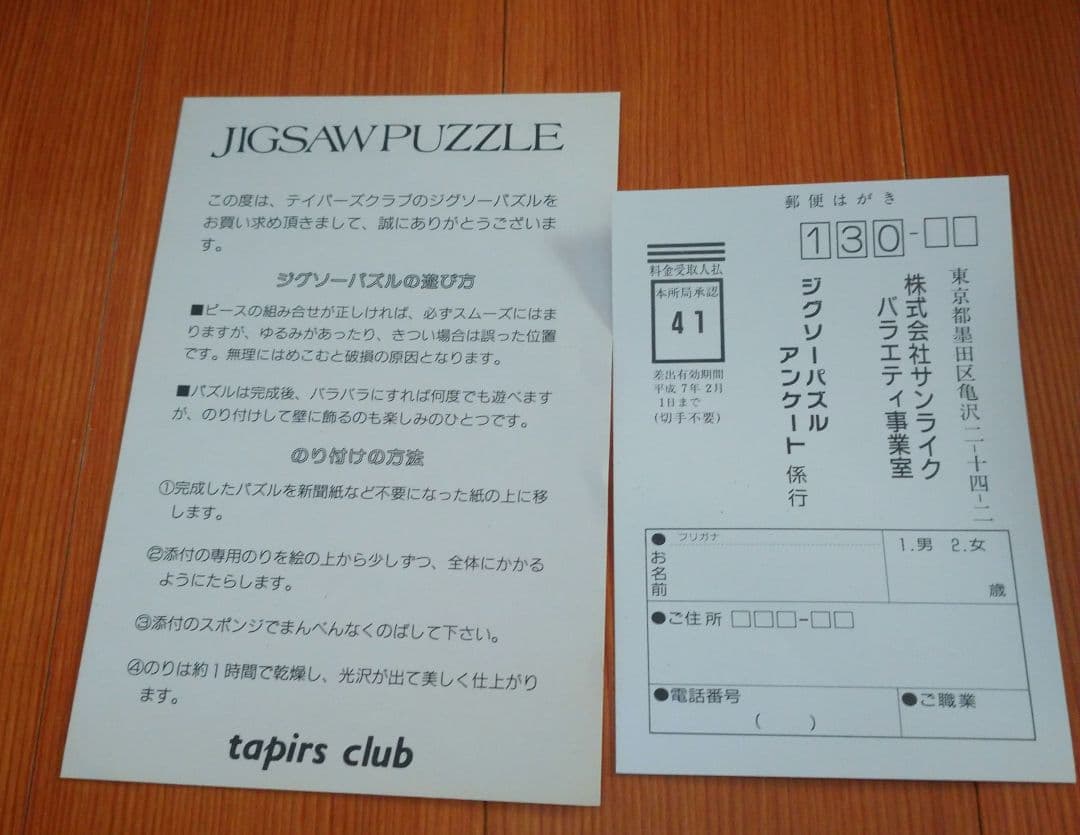 JIGSAW PUZZLE
この度は、テイパーズクラブのジグソーパズルを
お買い求め頂きまして、誠にありがとうございま
す。
ジグソーパズルの遊び方
■ピースの組み合せが正しければ、必ずスムーズにはま
りますが、ゆるみがあったり、きつい場合は誤った位置
です。無理にはめこむと破損の原因となります。
■パズルは完成後、バラバラにすれば何度でも遊べます
が、のり付けして壁に飾るのも楽しみのひとつです。
のり付けの方法
①完成したパズルを新聞紙など不要になった紙の上に移
します。
②添付の専用のりを絵の上から少しずつ、全体にかかる
ようにたらします。
③添付のスポンジでまんべんなくのばして下さい。
④のりは約1時間で乾燥し、光沢が出て美しく仕上がり
ます。
tapirs club
郵便はがき
130-□□
料金受取人払
本所局承認
41
差出有効期間
平成7年2月
1日まで
(切手不要)
東京都墨田区亀沢二-十四-二
株式会社サンライク
バラエティ事業室
ジグソーパズル
アンケート係行
フリガナ
●お名前
1.男 2.女
歳
●ご住所 □□□-□□
●電話番号
( )
●ご職業